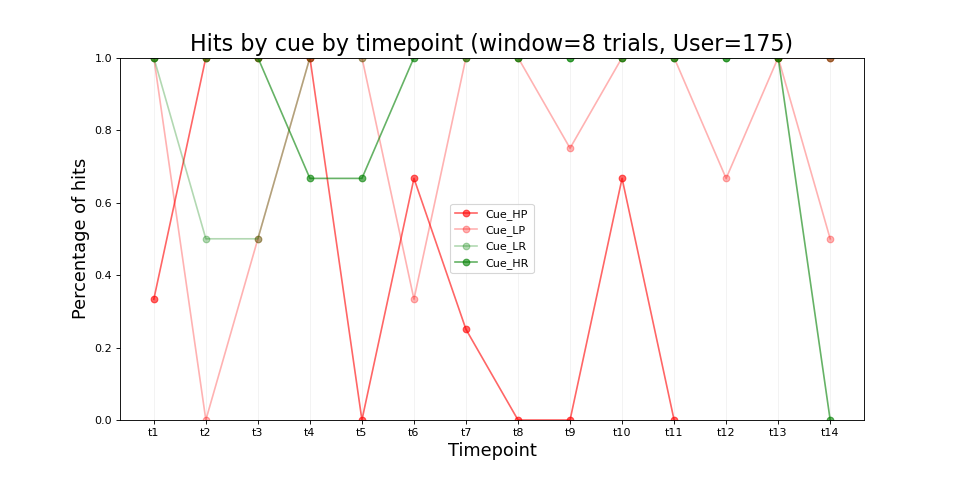 Hits by cue by timepoint (window=8 trials, User=175)
Percentage of hits
1.0
0.8
0.6
0.4
0.2
0.0
Cue_HP
Cue_LP
Cue_LR
Cue_HR
t1 t2 t3 t4 t5 t6 t7 t8 t9 t10 t11 t12 t13 t14
Timepoint